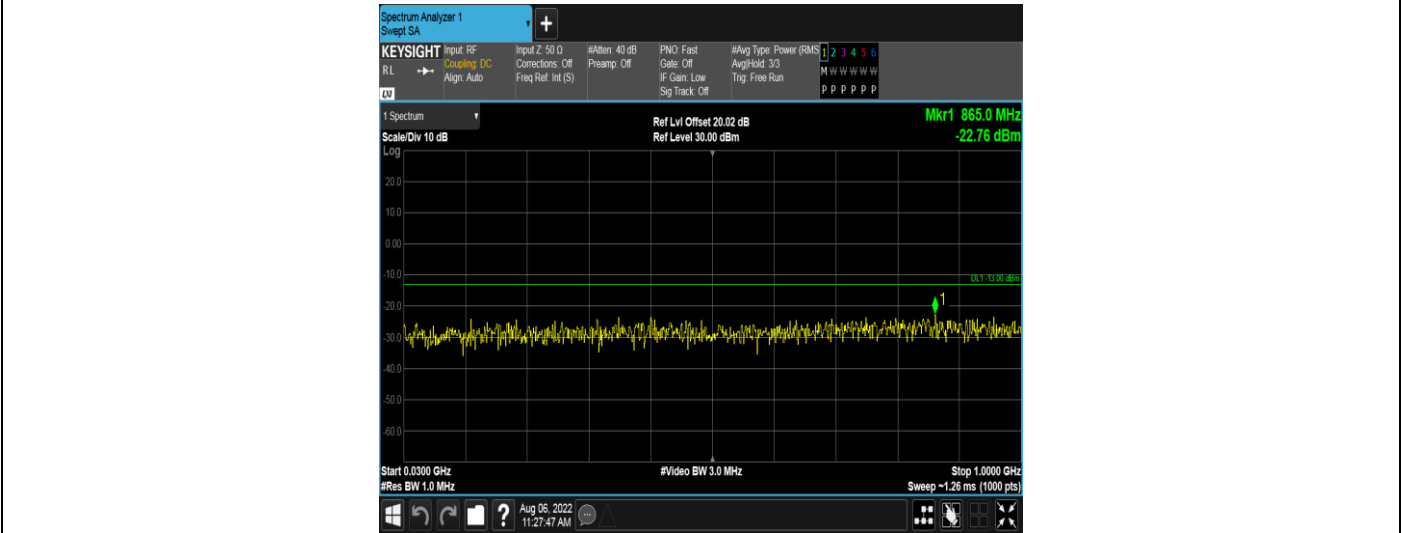 Spectrum Analyzer 1
Swept SA
+
KEYSIGHT
RL
LXI
Input: RF
Coupling: DC
Align: Auto
Input Z: 50 Ω
Corrections: Off
Freq Ref: Int (S)
#Atten: 40 dB
Preamp: Off
PNO: Fast
Gate: Off
IF Gain: Low
Sig Track: Off
#Avg Type: Power (RMS
Avg|Hold: 3/3
Trig: Free Run
1 2 3 4 5 6
M W W W W W
P P P P P P
1 Spectrum
Scale/Div 10 dB
Ref Lvl Offset 20.02 dB
Ref Level 30.00 dBm
Mkr1 865.0 MHz
-22.76 dBm
Log
20.0
10.0
0.00
-10.0
DL1 -13.00 dBm
-20.0
1
-30.0
-40.0
-50.0
-60.0
Start 0.0300 GHz
#Res BW 1.0 MHz
#Video BW 3.0 MHz
Stop 1.0000 GHz
Sweep ~1.26 ms (1000 pts)
?
Aug 06, 2022
11:27:47 AM